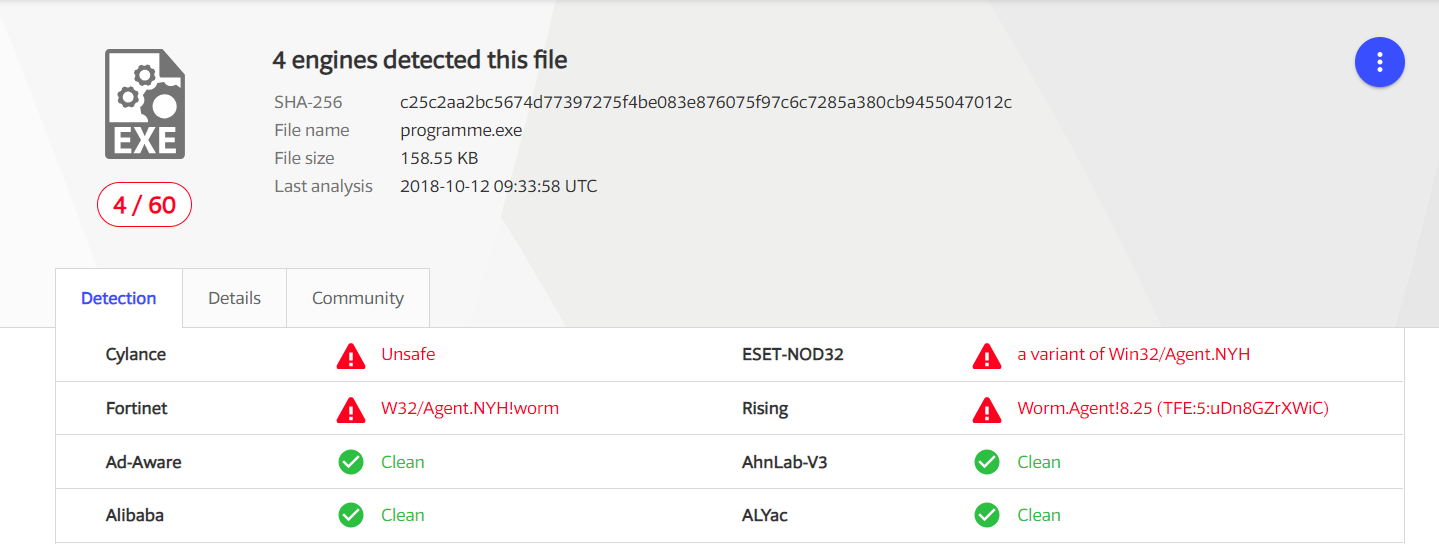 4 engines detected this file
SHA-256 c25c2aa2bc5674d77397275f4be083e876075f97c6c7285a380cb9455047012c
File name programme.exe
File size 158.55 KB
Last analysis 2018-10-12 09:33:58 UTC
EXE
4 / 60
Detection Details Community
Cylance Unsafe ESET-NOD32 a variant of Win32/Agent.NYH
Fortinet W32/Agent.NYH!worm Rising Worm.Agent!8.25 (TFE:5:uDn8GZrXWiC)
Ad-Aware Clean AhnLab-V3 Clean
Alibaba Clean ALYac Clean